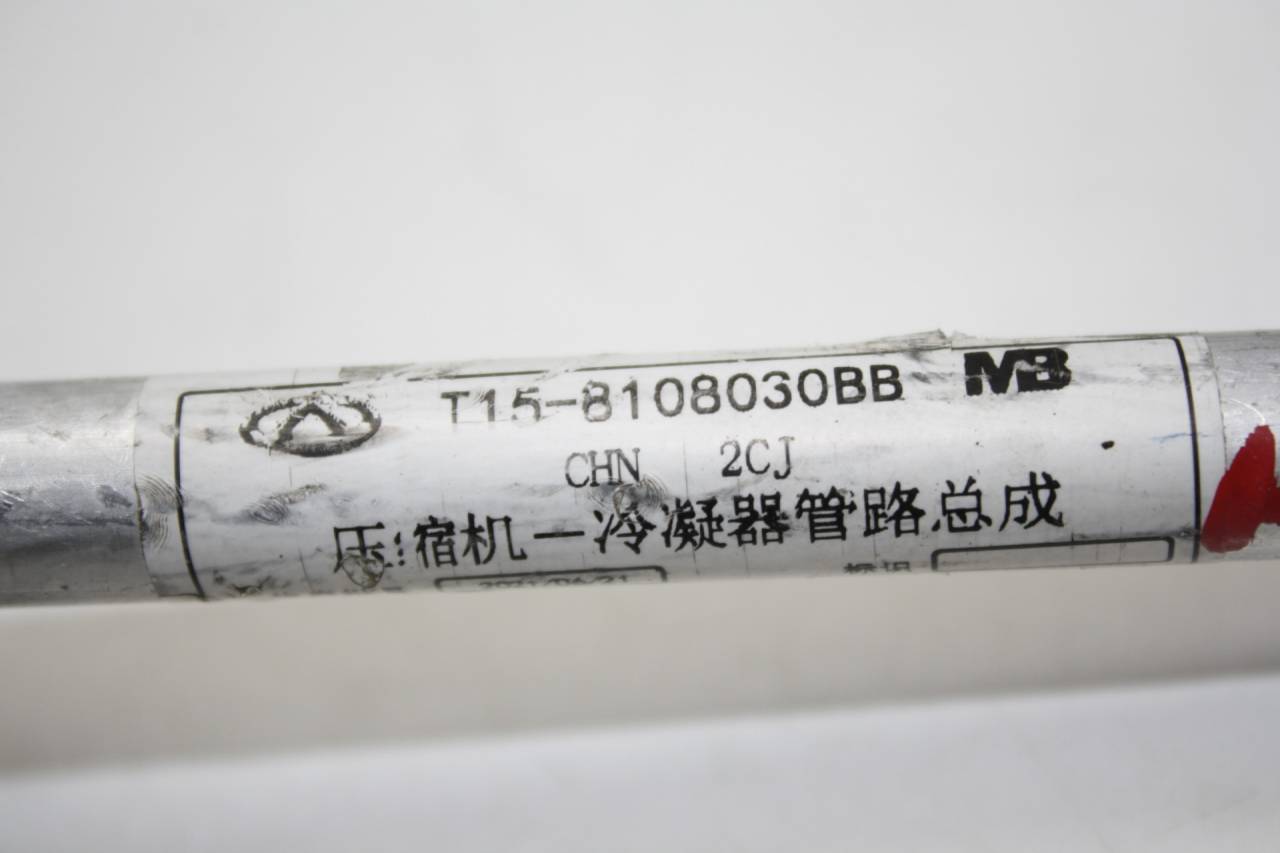 T15-8108030BB MB
CHN 2CJ
压缩机一冷凝器管路总成